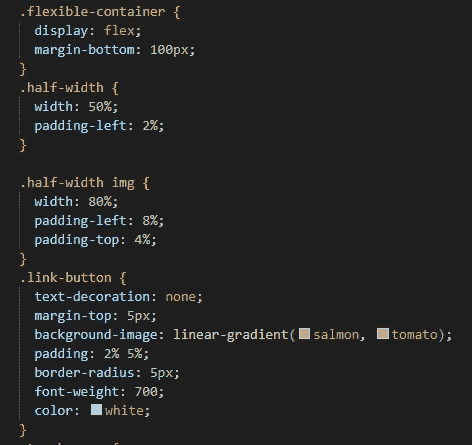 .flexible-container {
display: flex;
margin-bottom: 100px;
}
.half-width {
width: 50%;
padding-left: 2%;
}
.half-width img {
width: 80%;
padding-left: 8%;
padding-top: 4%;
}
.link-button {
text-decoration: none;
margin-top: 5px;
background-image: linear-gradient(salmon, tomato);
padding: 2% 5%;
border-radius: 5px;
font-weight: 700;
color: white;
}